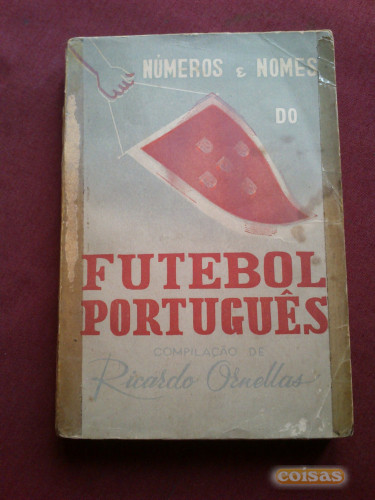 NÚMEROS E NOMES
DO
FUTEBOL
PORTUGUÊS
COMPILAÇÃO DE
Ricardo Ornellas
coisas